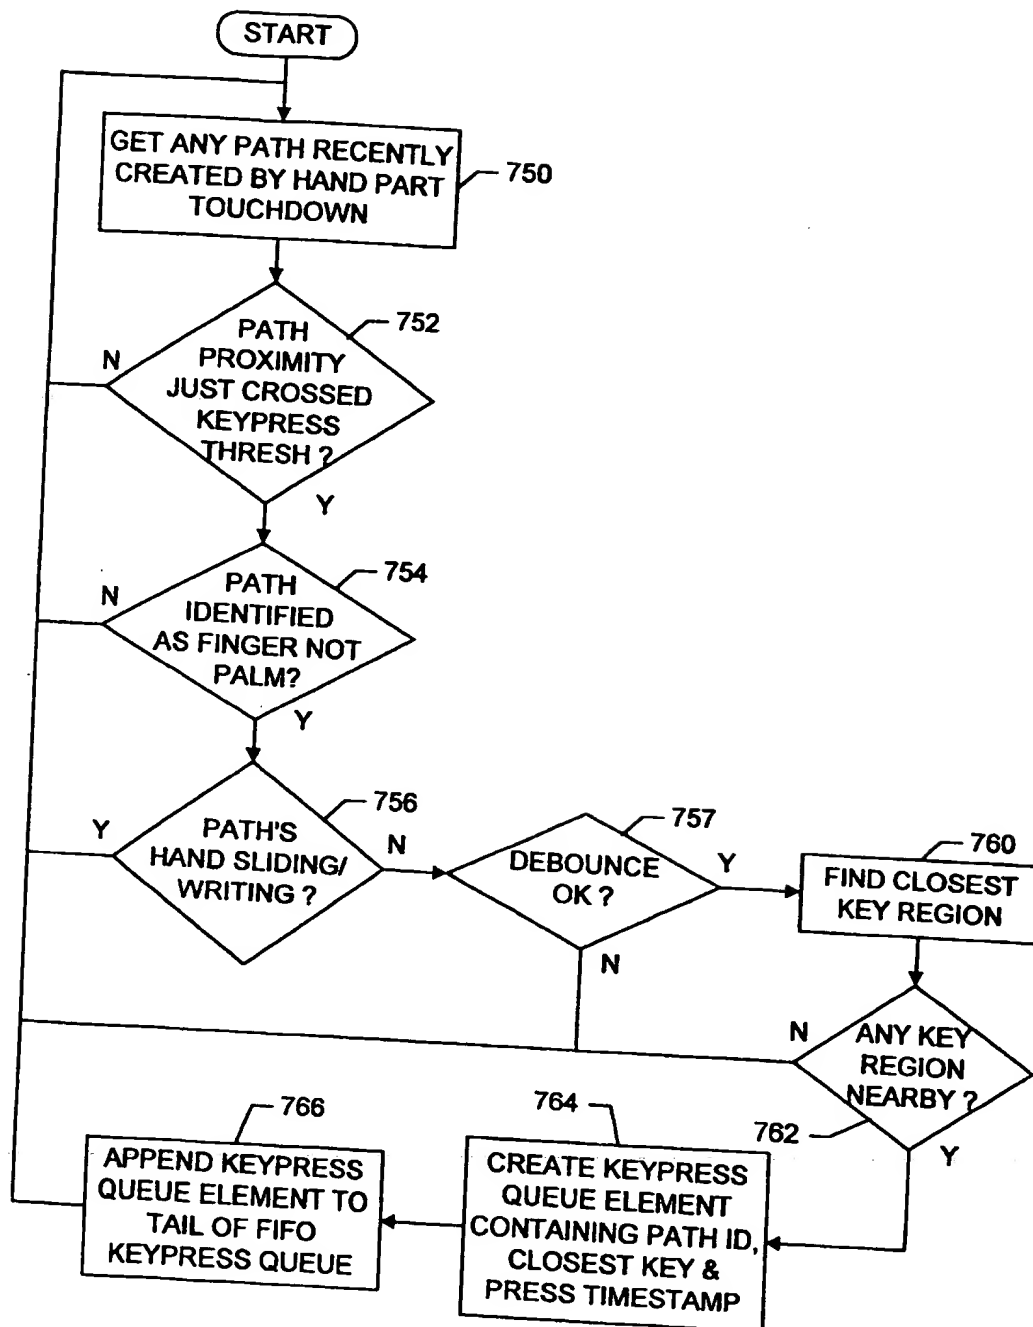 START
GET ANY PATH RECENTLY
CREATED BY HAND PART
TOUCHDOWN
750
PATH
PROXIMITY
JUST CROSSED
KEYPRESS
THRESH ?
752
N
Y
PATH
IDENTIFIED
AS FINGER NOT
PALM?
754
N
Y
PATH'S
HAND SLIDING/
WRITING ?
756
Y
N
DEBOUNCE
OK ?
757
Y
N
760
FIND CLOSEST
KEY REGION
ANY KEY
REGION
NEARBY ?
762
N
Y
764
CREATE KEYPRESS
QUEUE ELEMENT
CONTAINING PATH ID,
CLOSEST KEY &
PRESS TIMESTAMP
766
APPEND KEYPRESS
QUEUE ELEMENT TO
TAIL OF FIFO
KEYPRESS QUEUE